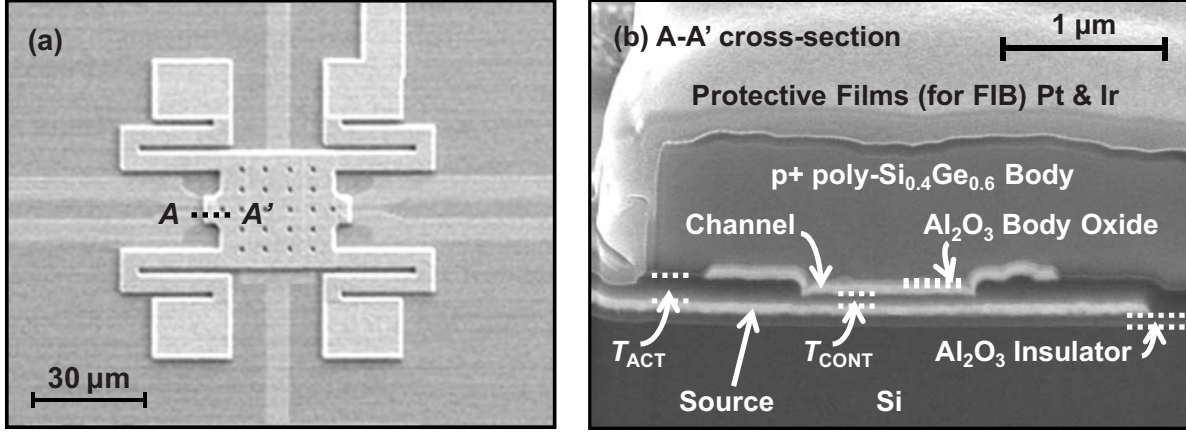 (a)
A A’
30 µm
(b) A-A’ cross-section
1 µm
Protective Films (for FIB) Pt & Ir
p+ poly-Si0.4Ge0.6 Body
Channel
Al2O3 Body Oxide
TACT
TCONT
Al2O3 Insulator
Source
Si